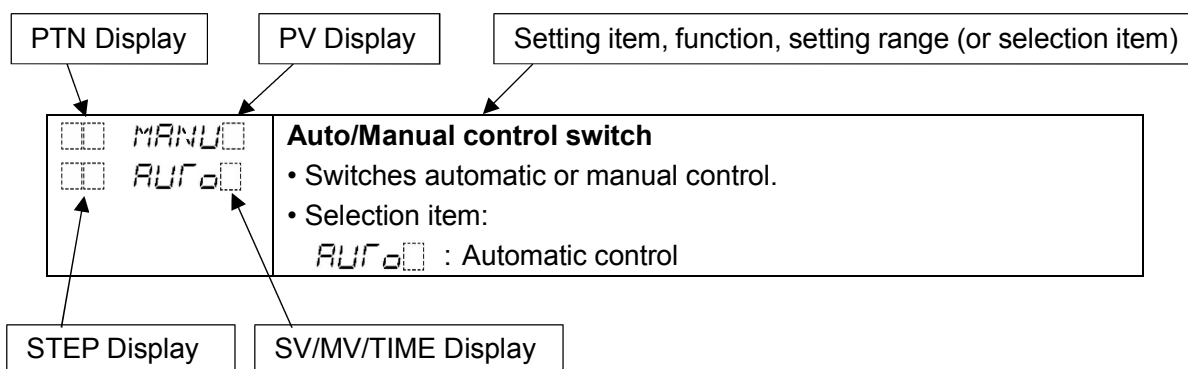 PTN Display
PV Display
Setting item, function, setting range (or selection item)
MANU
Auto/Manual control switch
AUTo
• Switches automatic or manual control.
• Selection item:
AUTo : Automatic control
STEP Display
SV/MV/TIME Display